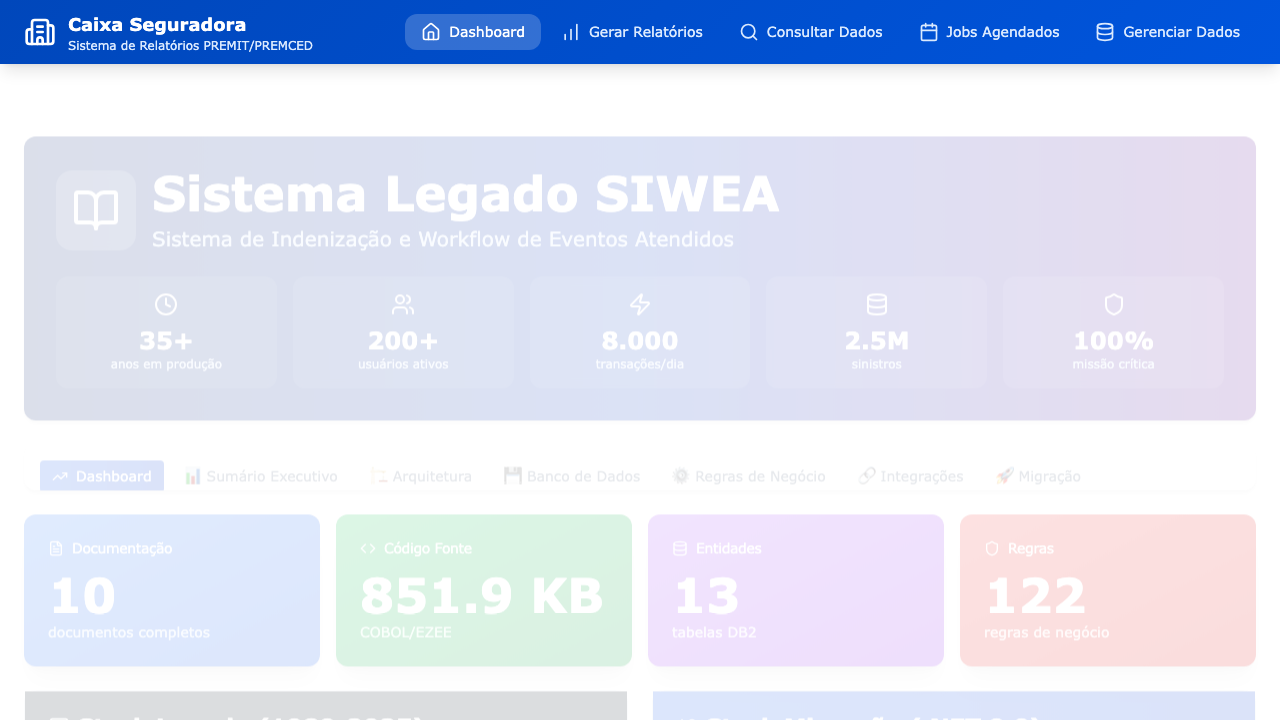 Caixa Seguradora
Sistema de Relatórios PREMIT/PREMCED
Dashboard
Gerar Relatórios
Consultar Dados
Jobs Agendados
Gerenciar Dados
Sistema Legado SIWEA
Sistema de Indenização e Workflow de Eventos Atendidos
35+
anos em produção
200+
usuários ativos
8.000
transações/dia
2.5M
sinistros
100%
missão crítica
Dashboard
📊 Sumário Executivo
🏗️ Arquitetura
💾 Banco de Dados
⚙️ Regras de Negócio
🔗 Integrações
🚀 Migração
Documentação
10
documentos completos
Código Fonte
851.9 KB
COBOL/EZEE
Entidades
13
tabelas DB2
Regras
122
regras de negócio